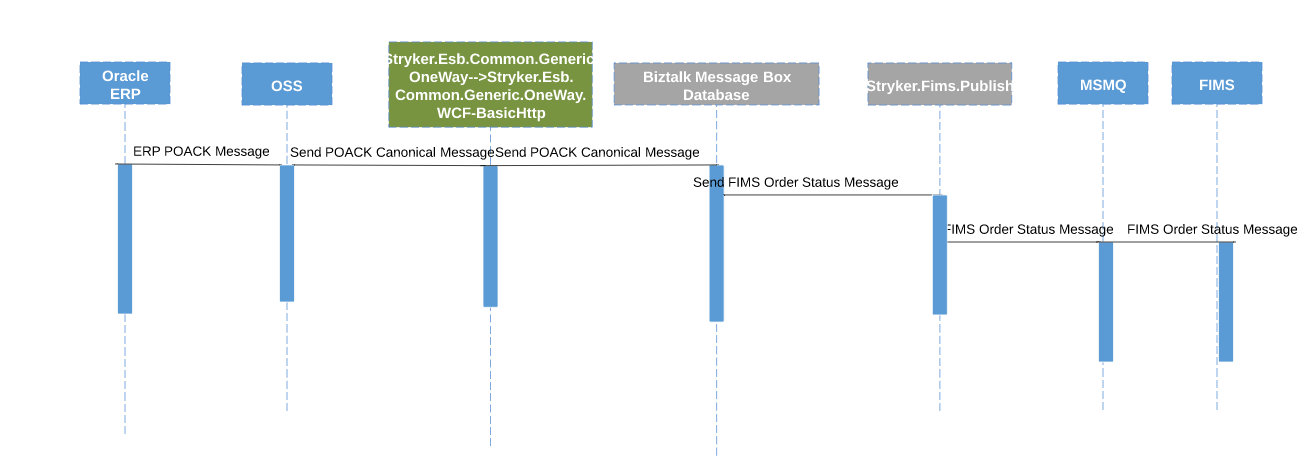 Oracle
ERP
OSS
Stryker.Esb.Common.Generic
OneWay-->Stryker.Esb.
Common.Generic.OneWay.
WCF-BasicHttp
Biztalk Message Box
Database
Stryker.Fims.Publish
MSMQ
FIMS
ERP POACK Message
Send POACK Canonical Message
Send POACK Canonical Message
Send FIMS Order Status Message
FIMS Order Status Message
FIMS Order Status Message